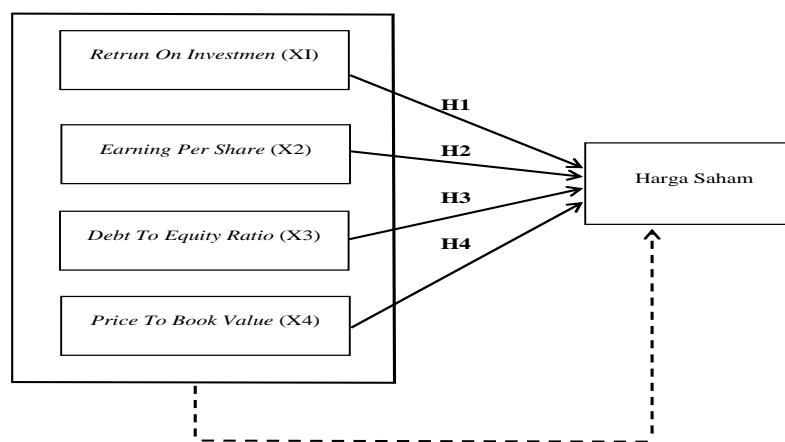 Retrun On Investmen (XI)
H1
Earning Per Share (X2)
H2
Harga Saham
H3
Debt To Equity Ratio (X3)
H4
Price To Book Value (X4)